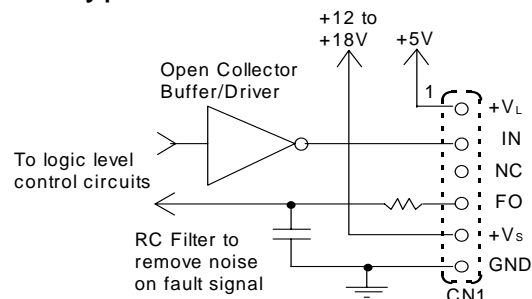 +12 to
+18V
+5V
Open Collector
Buffer/Driver
1
+VL
IN
To logic level
control circuits
NC
FO
RC Filter to
remove noise
on fault signal
+VS
GND
CN1